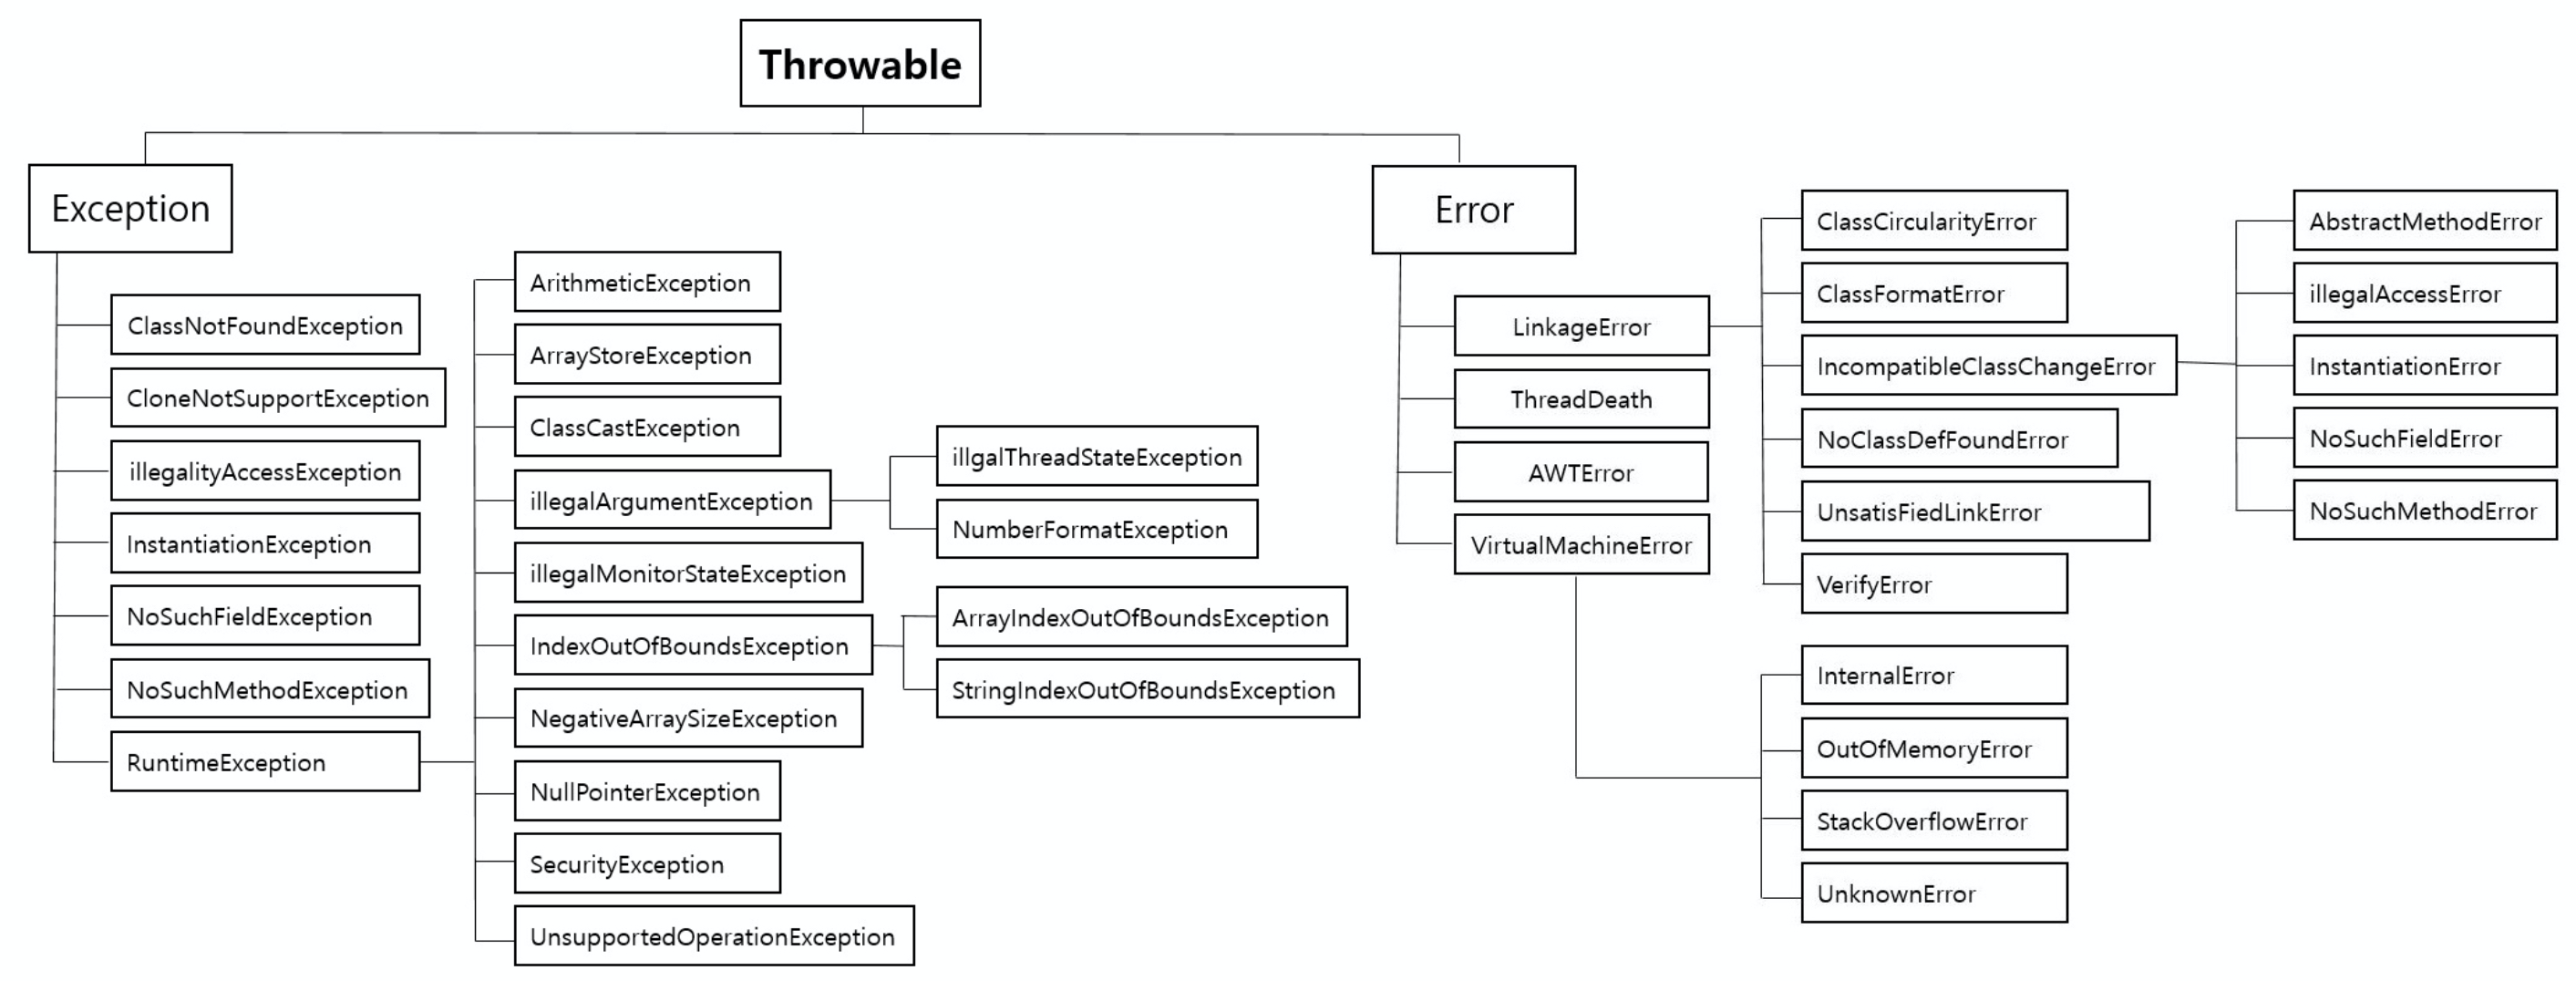 Throwable
Exception
ClassNotFoundException
CloneNotSupportException
illegalityAccessException
InstantiationException
NoSuchFieldException
NoSuchMethodException
RuntimeException
ArithmeticException
ArrayStoreException
ClassCastException
illegalArgumentException
illegalMonitorStateException
IndexOutOfBoundsException
NegativeArraySizeException
NullPointerException
SecurityException
UnsupportedOperationException
illgalThreadStateException
NumberFormatException
ArrayIndexOutOfBoundsException
StringIndexOutOfBoundsException
Error
LinkageError
ThreadDeath
AWTError
VirtualMachineError
ClassCircularityError
ClassFormatError
IncompatibleClassChangeError
NoClassDefFoundError
UnsatisFiedLinkError
VerifyError
AbstractMethodError
illegalAccessError
InstantiationError
NoSuchFieldError
NoSuchMethodError
InternalError
OutOfMemoryError
StackOverflowError
UnknownError